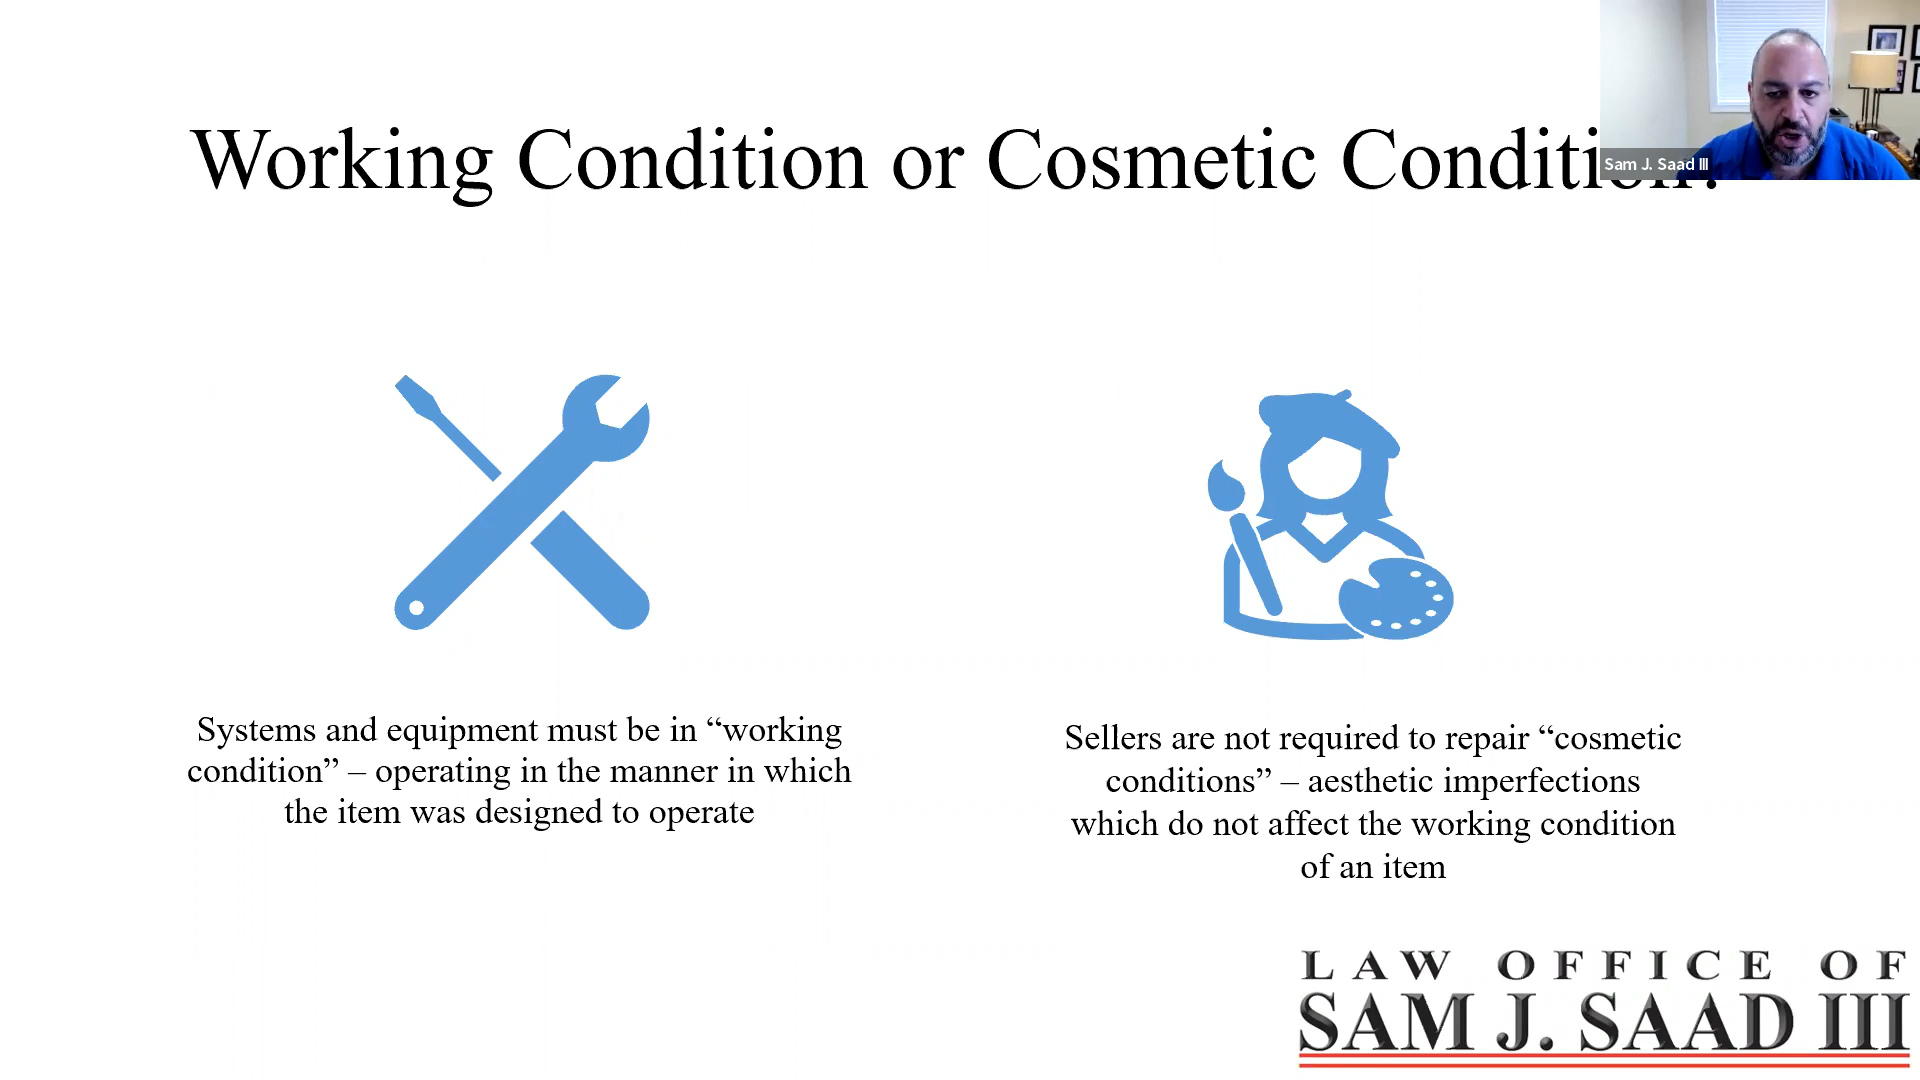 Working Condition or Cosmetic Condition?
Sam J. Saad III
Systems and equipment must be in “working
condition” – operating in the manner in which
the item was designed to operate
Sellers are not required to repair “cosmetic
conditions” – aesthetic imperfections
which do not affect the working condition
of an item
LAW OFFICE OF
SAM J. SAAD III